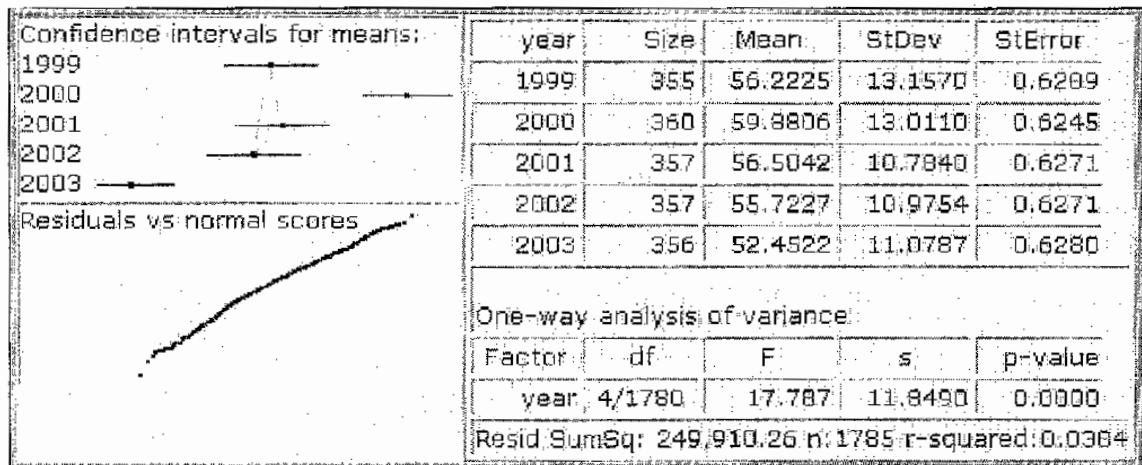 Confidence intervals for means:
1999
2000
2001
2002
2003
Residuals vs normal scores
year Size Mean StDev StError
1999 355 56.2225 13.1570 0.6289
2000 360 59.8806 13.0110 0.6245
2001 357 56.5042 10.7840 0.6271
2002 357 55.7227 10.9754 0.6271
2003 356 52.4522 11.0787 0.6280
One-way analysis of variance:
Factor df F s p-value
year 4/1780 17.787 11.8490 0.0000
Resid SumSq: 249,910.26 n: 1785 r-squared: 0.0384